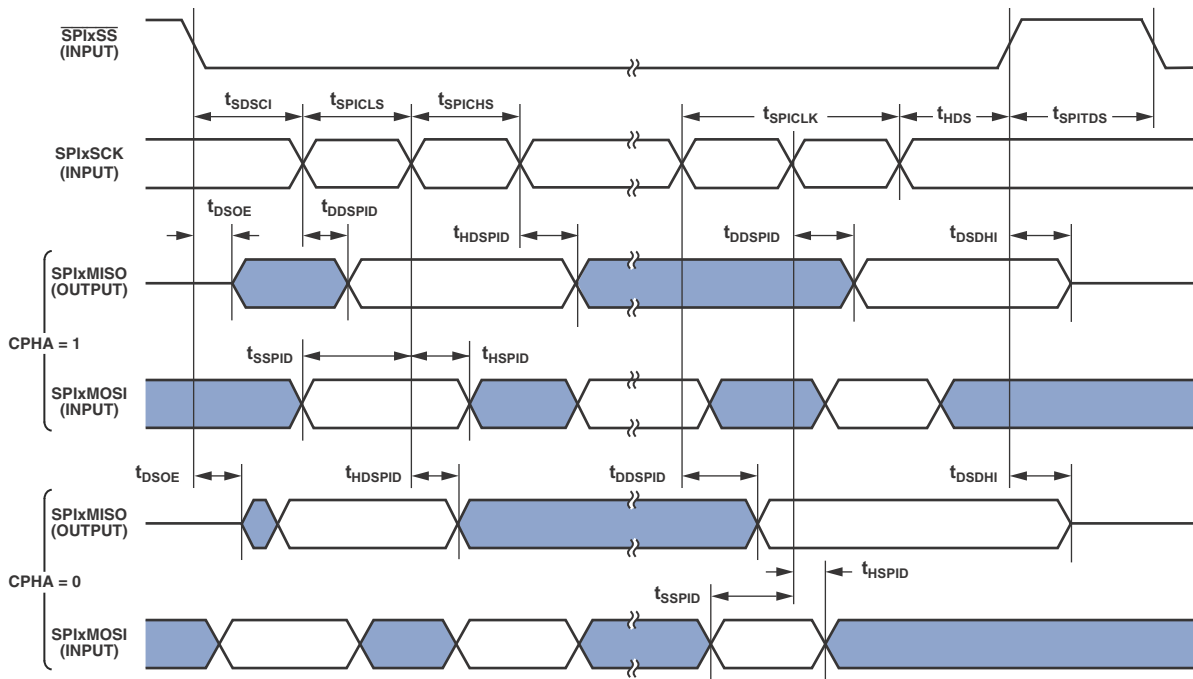 SPIxSS
(INPUT)
tSDSCI tSPICLS tSPICHS tSPICLK tHDS tSPITDS
SPIxSCK
(INPUT)
tDSOE tDDSPID tHDSPID tDDSPID tDSDHI
SPIxMISO
(OUTPUT)
CPHA = 1
tSSPID tHSPID
SPIxMOSI
(INPUT)
tDSOE tHDSPID tDDSPID tDSDHI
SPIxMISO
(OUTPUT)
CPHA = 0
tHSPID
tSSPID
SPIxMOSI
(INPUT)